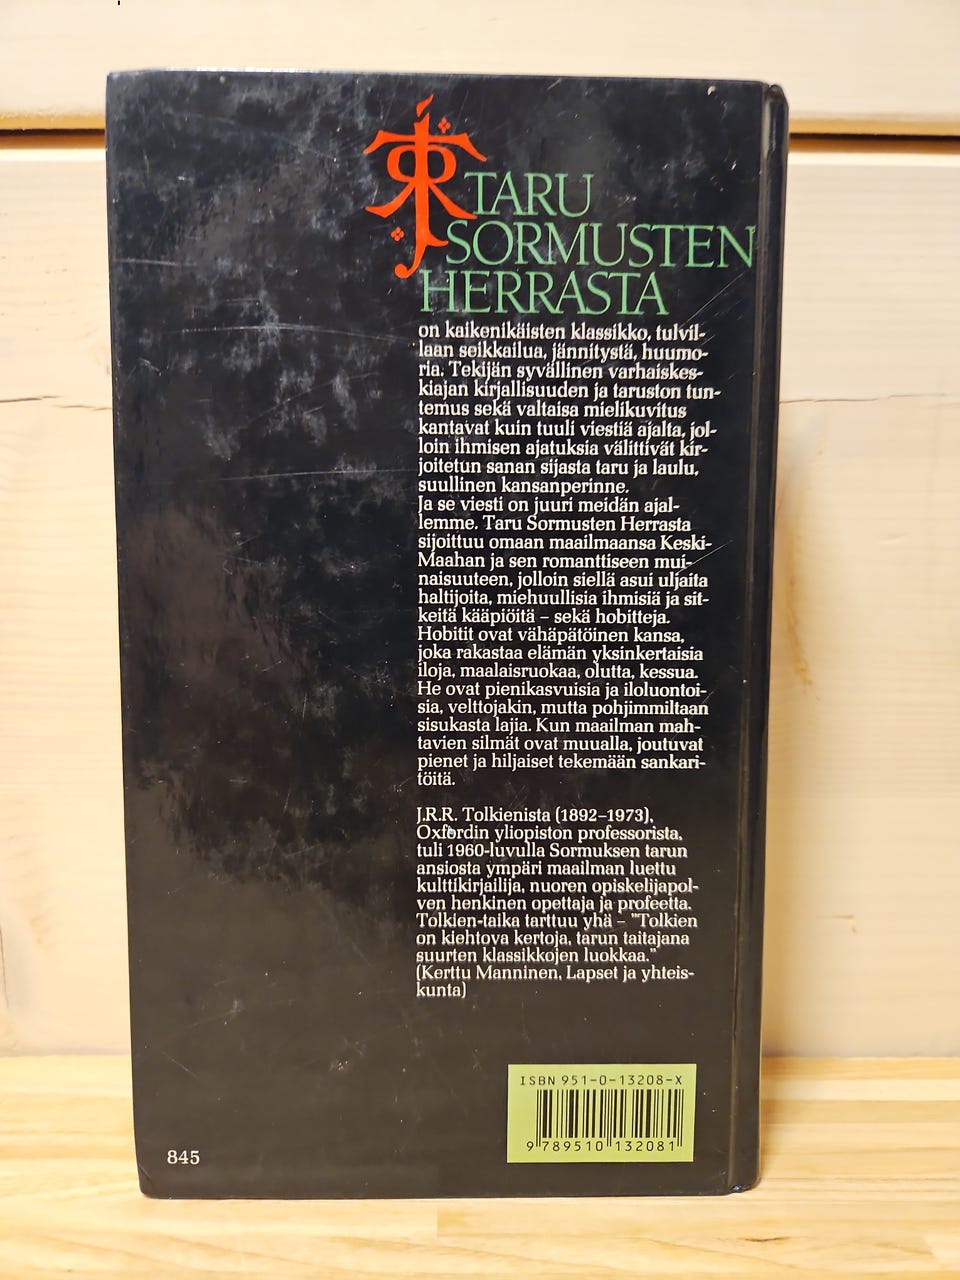 TARU
SORMUSTEN
HERRASTA
on kaikenikäisten klassikko, tulvil-
laan seikkailua, jännitystä, huumo-
ria. Tekijän syvällinen varhaiskes-
kiajan kirjallisuuden ja taruston tun-
temus sekä valtaisa mielikuvitus
kantavat kuin tuuli viestiä ajalta, jol-
loin ihmisen ajatuksia välittivät kir-
joitetun sanan sijasta taru ja laulu,
suullinen kansanperinne.
Ja se viesti on juuri meidän ajal-
lemme. Taru Sormusten Herrasta
sijoittuu omaan maailmaansa Keski-
Maahan ja sen romanttiseen mui-
naisuuteen, jolloin siellä asui uljaita
haltijoita, miehuullisia ihmisiä ja sit-
keitä kääpiöitä – sekä hobitteja.
Hobitit ovat vähäpätöinen kansa,
joka rakastaa elämän yksinkertaisia
iloja, maalaisruokaa, olutta, kessua.
He ovat pienikasvuisia ja iloluontoi-
sia, velttojakin, mutta pohjimmiltaan
sisukasta lajia. Kun maailman mah-
tavien silmät ovat muualla, joutuvat
pienet ja hiljaiset tekemään sankari-
töitä.
J.R.R. Tolkienista (1892–1973),
Oxfordin yliopiston professorista,
tuli 1960-luvulla Sormuksen tarun
ansiosta ympäri maailman luettu
kulttikirjailija, nuoren opiskelijapol-
ven henkinen opettaja ja profeetta.
Tolkien-taika tarttuu yhä – "Tolkien
on kiehtova kertoja, tarun taitajana
suurten klassikkojen luokkaa."
(Kerttu Manninen, Lapset ja yhteis-
kunta)
ISBN 951-0-13208-X
9 789510 132081
845